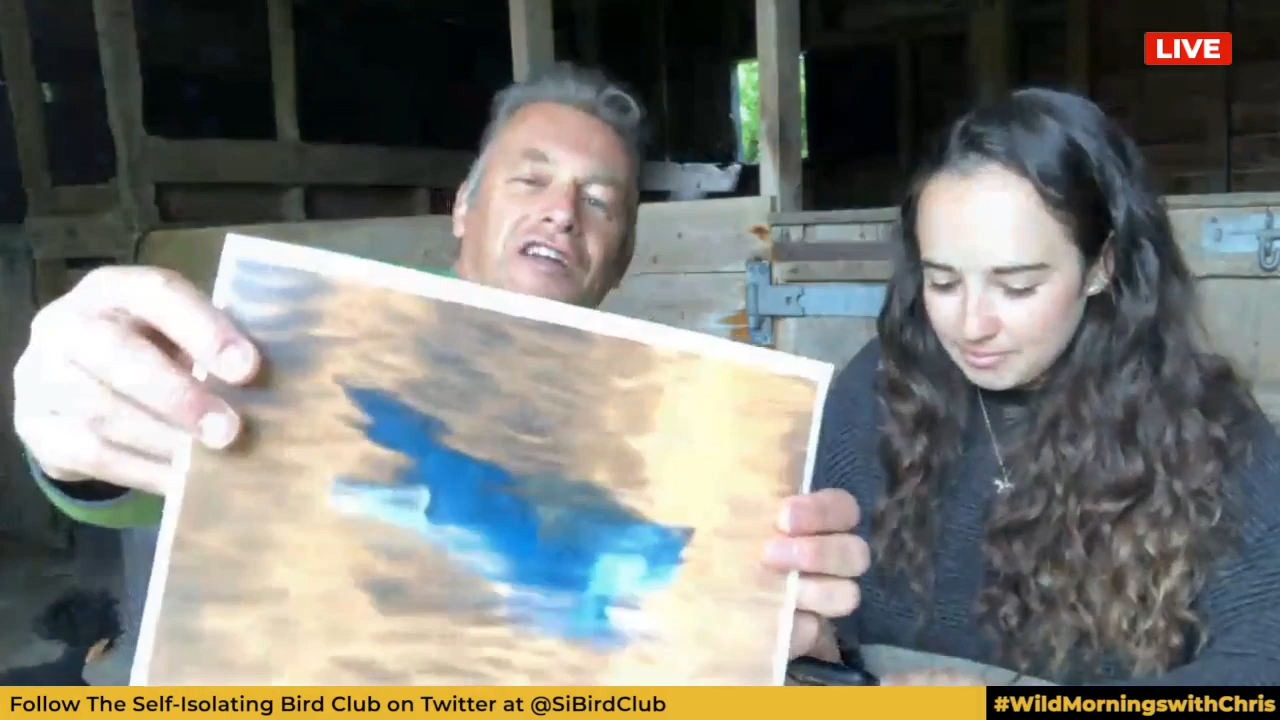 LIVE
Follow The Self-Isolating Bird Club on Twitter at @SiBirdClub
#WildMorningswithChris